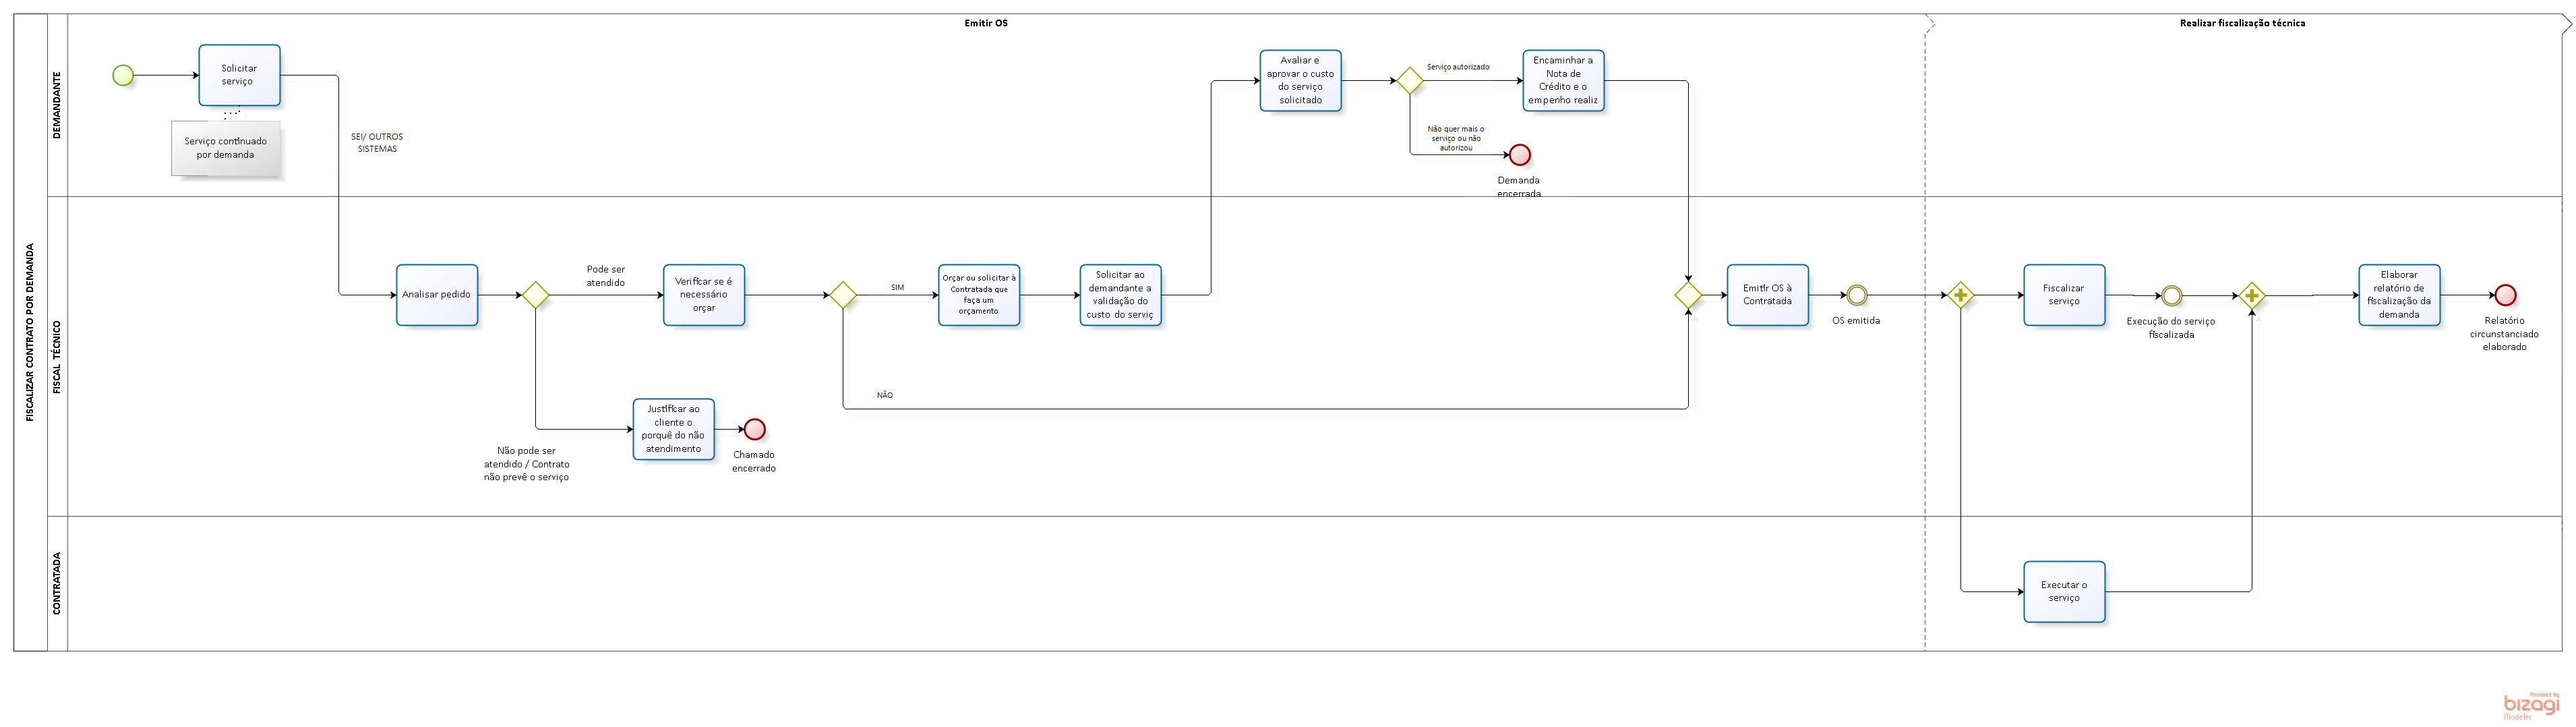 Emitir OS
Realizar fiscalização técnica
FISCALIZAR CONTRATO POR DEMANDA
DEMANDANTE
Solicitar
serviço
Serviço continuado
por demanda
SEI/ OUTROS
SISTEMAS
Avaliar e
aprovar o custo
do serviço
solicitado
Serviço autorizado
Encaminhar a
Nota de
Crédito e o
empenho realiz
Não quer mais o
serviço ou não
autorizou
Demanda
encerrada
FISCAL TÉCNICO
Analisar pedido
Pode ser
atendido
Verificar se é
necessário
orçar
SIM
Orçar ou solicitar à
Contratada que
faça um
orçamento
Solicitar ao
demandante a
validação do
custo do serviç
Emitir OS à
Contratada
OS emitida
Fiscalizar
serviço
Execução do serviço
fiscalizada
Elaborar
relatório de
fiscalização da
demanda
Relatório
circunstanciado
elaborado
NÃO
Não pode ser
atendido / Contrato
não prevê o serviço
Justificar ao
cliente o
porquê do não
atendimento
Chamado
encerrado
CONTRATADA
Executar o
serviço
Powered by
bizagi
Modeler